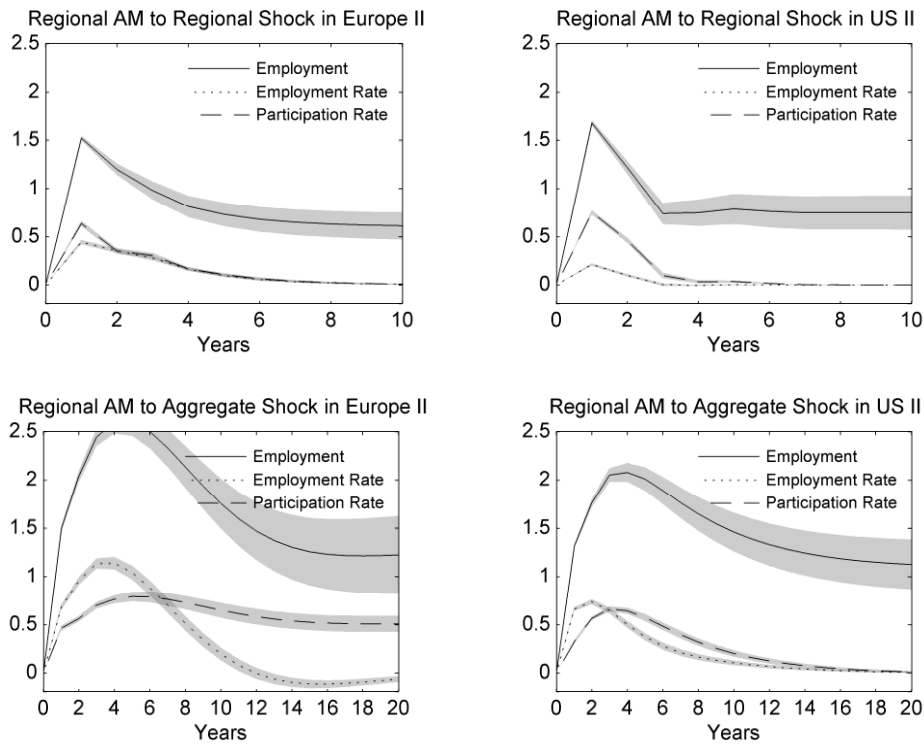 Regional AM to Regional Shock in Europe II
2.5
2
1.5
1
0.5
0
Employment
Employment Rate
Participation Rate
0 2 4 6 8 10
Years
Regional AM to Regional Shock in US II
2.5
2
1.5
1
0.5
0
Employment
Employment Rate
Participation Rate
0 2 4 6 8 10
Years
Regional AM to Aggregate Shock in Europe II
2.5
2
1.5
1
0.5
0
Employment
Employment Rate
Participation Rate
0 2 4 6 8 10 12 14 16 18 20
Years
Regional AM to Aggregate Shock in US II
2.5
2
1.5
1
0.5
0
Employment
Employment Rate
Participation Rate
0 2 4 6 8 10 12 14 16 18 20
Years